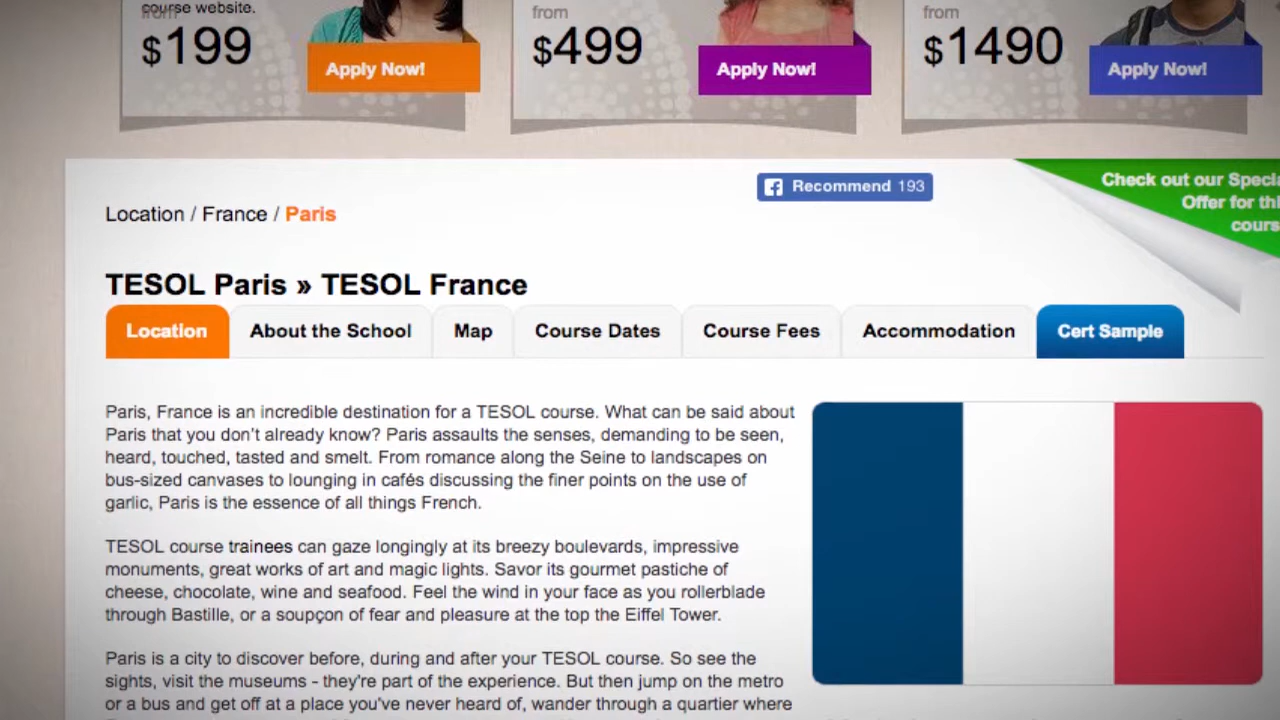 course website.
from
$199
Apply Now!
from
$499
Apply Now!
from
$1490
Apply Now!
Recommend 193
Check out our
Offer for
Location / France / Paris
TESOL Paris » TESOL France
Location
About the School
Map
Course Dates
Course Fees
Accommodation
Cert Sample
Paris, France is an incredible destination for a TESOL course. What can be said about
Paris that you don't already know? Paris assaults the senses, demanding to be seen,
heard, touched, tasted and smelt. From romance along the Seine to landscapes on
bus-sized canvases to lounging in cafés discussing the finer points on the use of
garlic, Paris is the essence of all things French.
TESOL course trainees can gaze longingly at its breezy boulevards, impressive
monuments, great works of art and magic lights. Savor its gourmet pastiche of
cheese, chocolate, wine and seafood. Feel the wind in your face as you rollerblade
through Bastille, or a soupçon of fear and pleasure at the top the Eiffel Tower.
Paris is a city to discover before, during and after your TESOL course. So see the
sights, visit the museums - they're part of the experience. But then jump on the metro
or a bus and get off at a place you've never heard of, wander through a quartier where